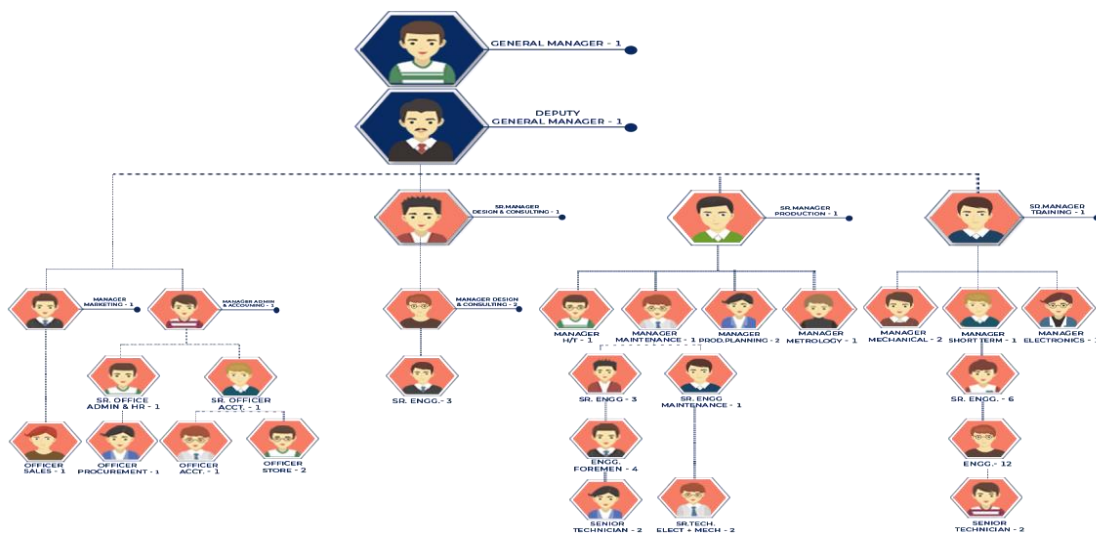 GENERAL MANAGER - 1
DEPUTY
GENERAL MANAGER - 1
SR.MANAGER
DESIGN & CONSULTING - 1
SR.MANAGER
PRODUCTION - 1
SR.MANAGER
TRAINING - 1
MANAGER
MARKETING - 1
MANAGER ADMIN
& ACCOUNING - 1
MANAGER DESIGN
& CONSULTING - 2
MANAGER
H/T - 1
MANAGER
MAINTENANCE - 1
MANAGER
PROD.PLANNING - 2
MANAGER
METROLOGY - 1
MANAGER
MECHANICAL - 2
MANAGER
SHORT TERM - 1
MANAGER
ELECTRONICS - 1
SR. OFFICE
ADMIN & HR - 1
SR. OFFICER
ACCT. - 1
SR. ENGG.- 3
SR. ENGG - 3
SR. ENGG
MAINTENANCE - 1
SR. ENGG. - 6
OFFICER
SALES - 1
OFFICER
PROCUREMENT - 1
OFFICER
ACCT. - 1
OFFICER
STORE - 2
ENGG.
FOREMEN - 4
ENGG.- 12
SENIOR
TECHNICIAN - 2
SR.TECH.
ELECT + MECH - 2
SENIOR
TECHNICIAN - 2